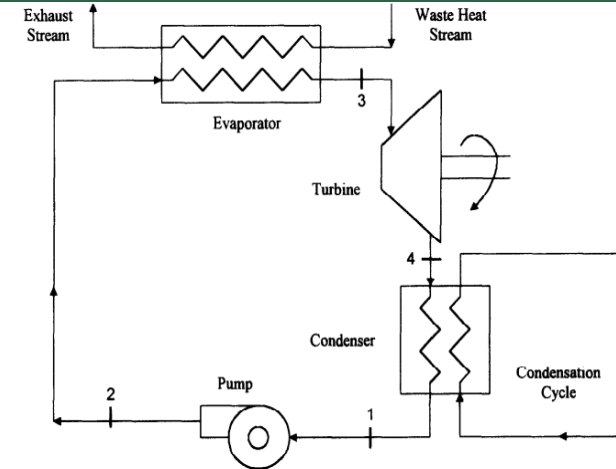 Exhaust
Stream
Waste Heat
Stream
3
Evaporator
Turbine
4
Condenser
Condensation
Cycle
2
Pump
1